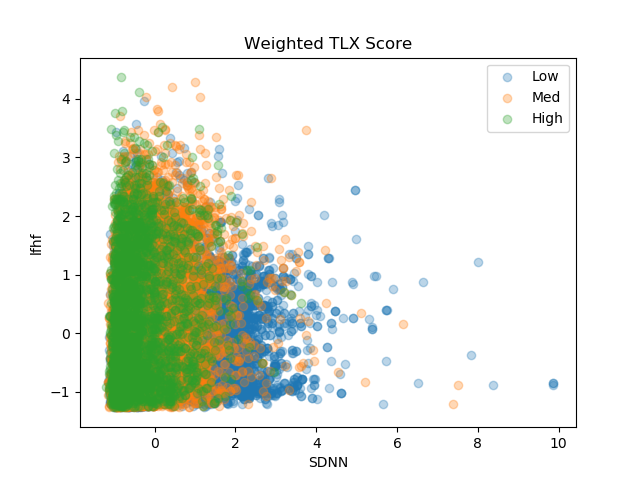 Weighted TLX Score
Low
Med
High
lfhf
4
3
2
1
0
−1
0 2 4 6 8 10
SDNN